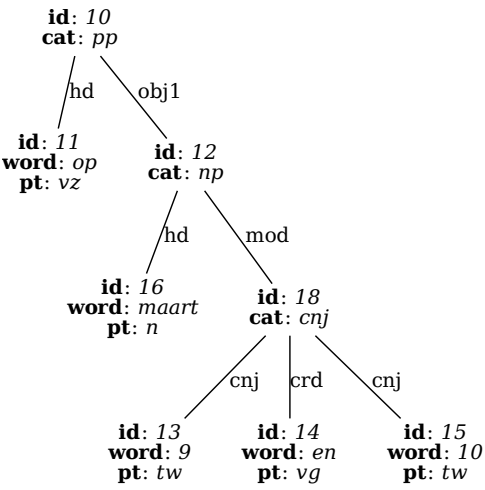 id: 10
cat: pp
hd
obj1
id: 11
word: op
pt: vz
id: 12
cat: np
hd
mod
id: 16
word: maart
pt: n
id: 18
cat: cnj
cnj
crd
cnj
id: 13
word: 9
pt: tw
id: 14
word: en
pt: vg
id: 15
word: 10
pt: tw